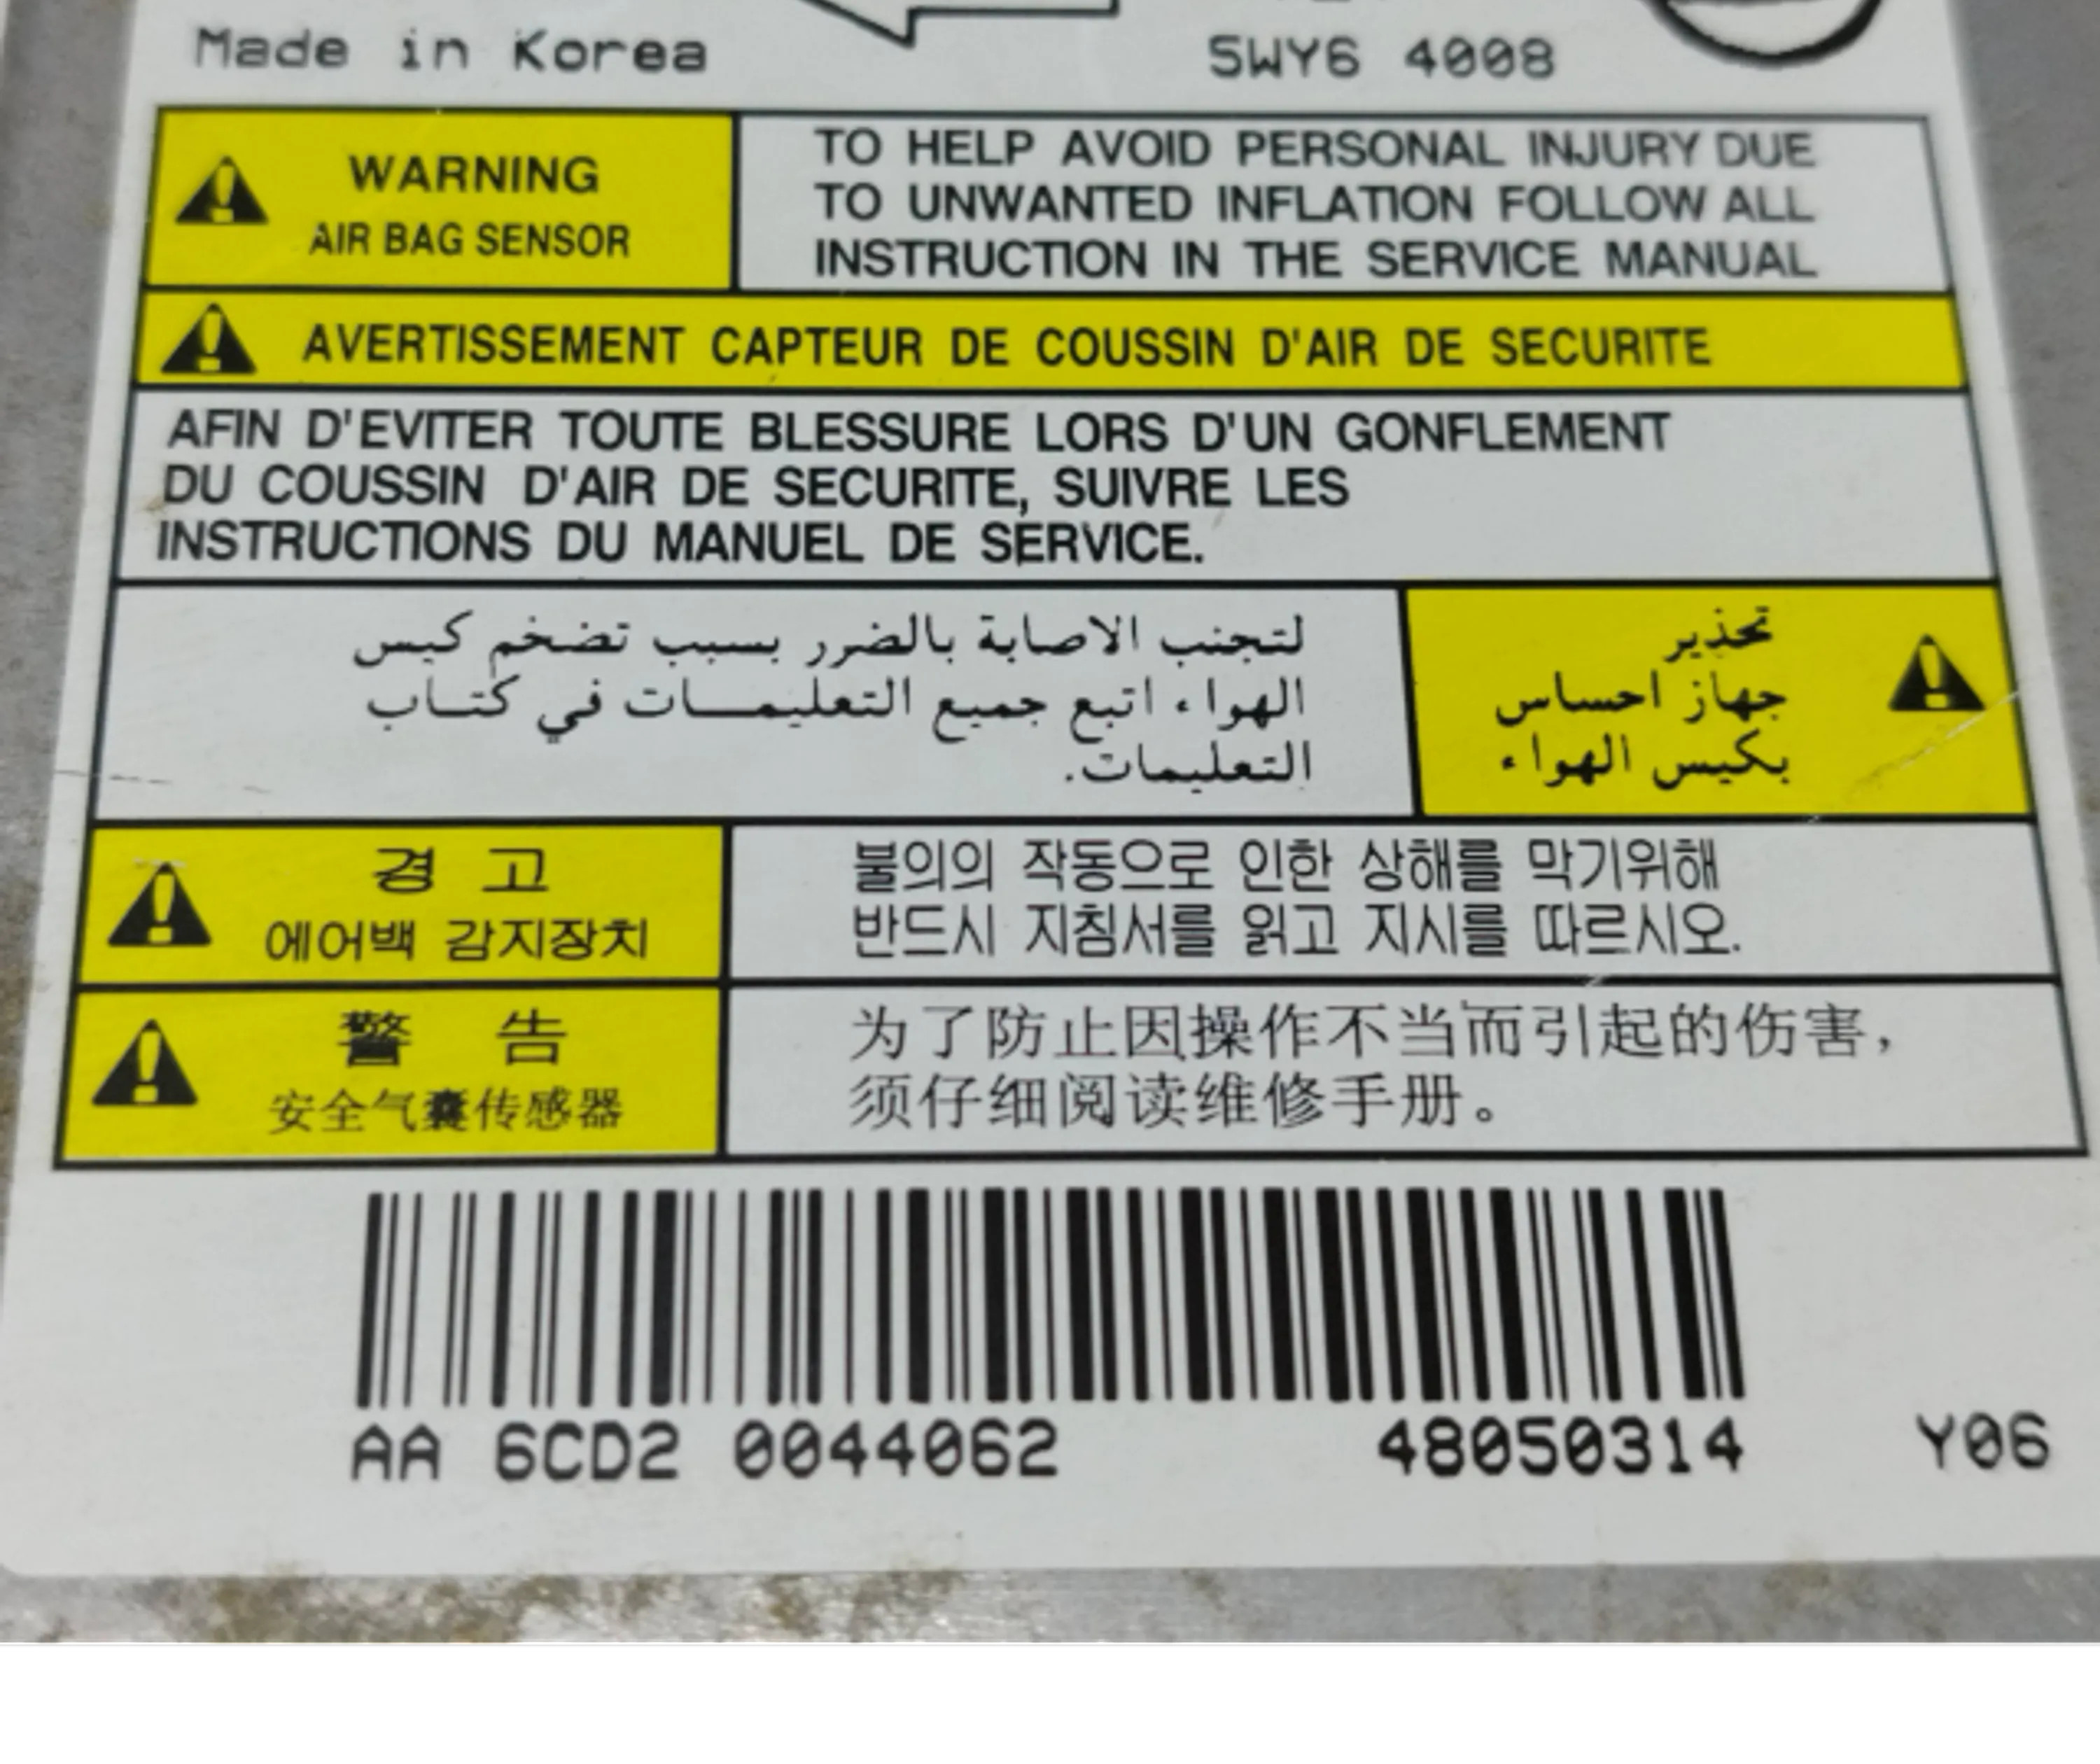 Made in Korea
5WY6 4008
WARNING
AIR BAG SENSOR
TO HELP AVOID PERSONAL INJURY DUE
TO UNWANTED INFLATION FOLLOW ALL
INSTRUCTION IN THE SERVICE MANUAL
AVERTISSEMENT CAPTEUR DE COUSSIN D'AIR DE SECURITE
AFIN D'EVITER TOUTE BLESSURE LORS D'UN GONFLEMENT
DU COUSSIN D'AIR DE SECURITE, SUIVRE LES
INSTRUCTIONS DU MANUEL DE SERVICE.
تحذير
جهاز احساس
بكيس الهواء
لتجنب الاصابة بالضرر بسبب تضخم كيس
الهواء اتبع جميع التعليمــات في كتــاب
التعليمات.
경 고
에어백 감지장치
불의의 작동으로 인한 상해를 막기위해
반드시 지침서를 읽고 지시를 따르시오.
警 告
安全气囊传感器
为了防止因操作不当而引起的伤害，
须仔细阅读维修手册。
AA 6CD2 0044062 48050314 Y06